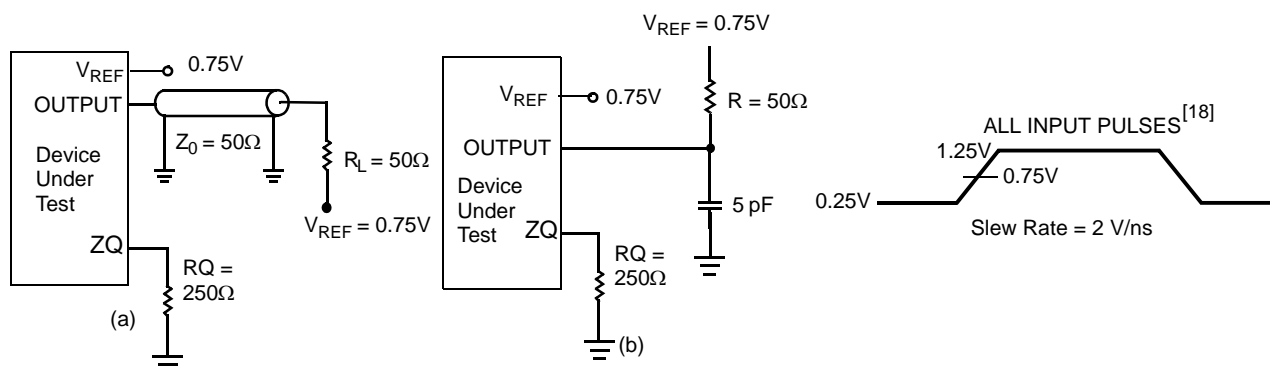 V_REF 0.75V
OUTPUT
Z_0 = 50Ω
Device
Under
Test
R_L = 50Ω
V_REF = 0.75V
ZQ
RQ =
250Ω
(a)
V_REF = 0.75V
R = 50Ω
V_REF 0.75V
OUTPUT
Device
Under
Test
5 pF
ZQ
RQ =
250Ω
(b)
ALL INPUT PULSES[18]
1.25V
0.75V
0.25V
Slew Rate = 2 V/ns